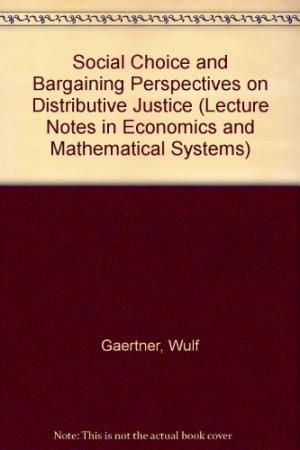 Social Choice and
Bargaining Perspectives on
Distributive Justice (Lecture
Notes in Economics and
Mathematical Systems)
Gaertner, Wulf
Note: This is not the actual book cover